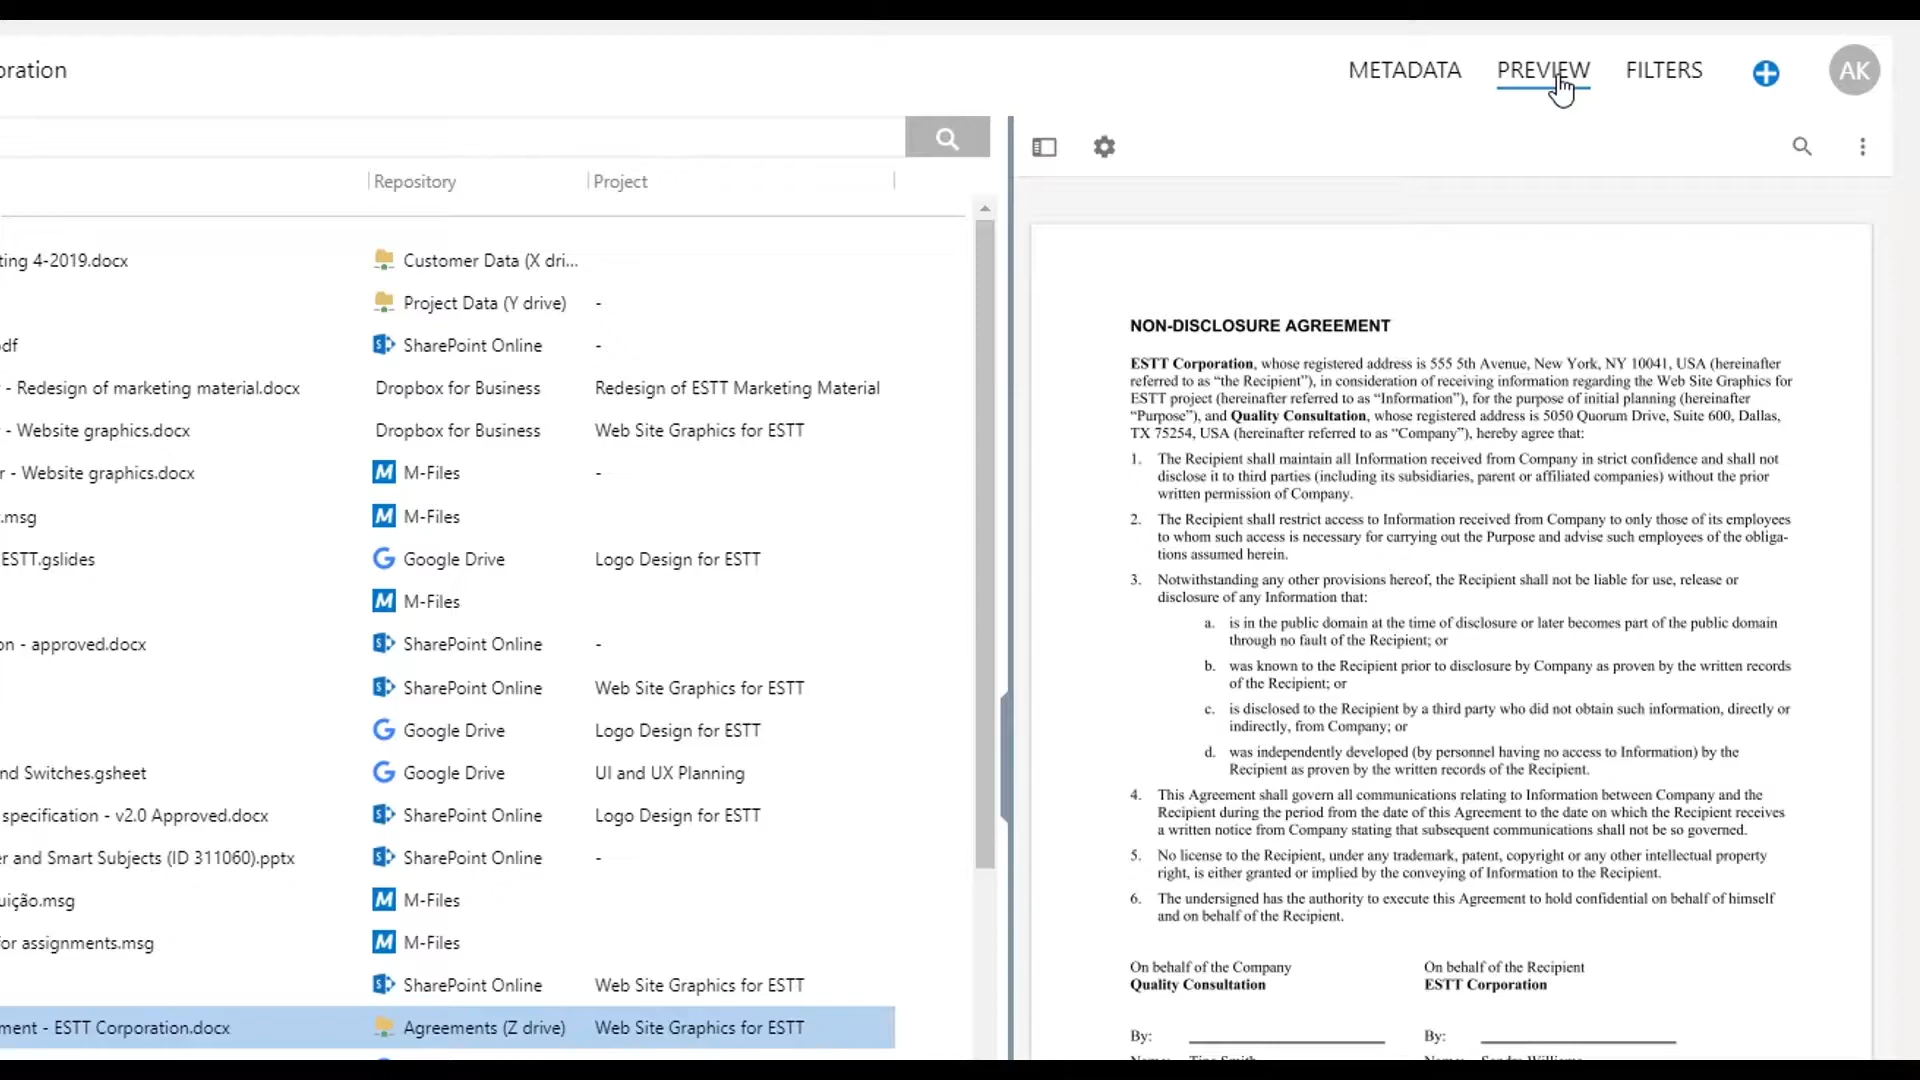 oration
METADATA PREVIEW FILTERS AK
Repository Project
ting 4-2019.docx Customer Data (X dri...
Project Data (Y drive) -
odf SharePoint Online -
- Redesign of marketing material.docx Dropbox for Business Redesign of ESTT Marketing Material
- Website graphics.docx Dropbox for Business Web Site Graphics for ESTT
r - Website graphics.docx M-Files -
.msg M-Files
ESTT.gslides Google Drive Logo Design for ESTT
M-Files
on - approved.docx SharePoint Online -
SharePoint Online Web Site Graphics for ESTT
Google Drive Logo Design for ESTT
nd Switches.gsheet Google Drive UI and UX Planning
specification - v2.0 Approved.docx SharePoint Online Logo Design for ESTT
er and Smart Subjects (ID 311060).pptx SharePoint Online -
uição.msg M-Files
for assignments.msg M-Files
SharePoint Online Web Site Graphics for ESTT
ment - ESTT Corporation.docx Agreements (Z drive) Web Site Graphics for ESTT
NON-DISCLOSURE AGREEMENT
ESTT Corporation, whose registered address is 555 5th Avenue, New York, NY 10041, USA (hereinafter
referred to as “the Recipient”), in consideration of receiving information regarding the Web Site Graphics for
ESTT project (hereinafter referred to as “Information”), for the purpose of initial planning (hereinafter
“Purpose”), and Quality Consultation, whose registered address is 5050 Quorum Drive, Suite 600, Dallas,
TX 75254, USA (hereinafter referred to as “Company”), hereby agree that:
1. The Recipient shall maintain all Information received from Company in strict confidence and shall not
disclose it to third parties (including its subsidiaries, parent or affiliated companies) without the prior
written permission of Company.
2. The Recipient shall restrict access to Information received from Company to only those of its employees
to whom such access is necessary for carrying out the Purpose and advise such employees of the obliga-
tions assumed herein.
3. Notwithstanding any other provisions hereof, the Recipient shall not be liable for use, release or
disclosure of any Information that:
a. is in the public domain at the time of disclosure or later becomes part of the public domain
through no fault of the Recipient; or
b. was known to the Recipient prior to disclosure by Company as proven by the written records
of the Recipient; or
c. is disclosed to the Recipient by a third party who did not obtain such information, directly or
indirectly, from Company; or
d. was independently developed (by personnel having no access to Information) by the
Recipient as proven by the written records of the Recipient.
4. This Agreement shall govern all communications relating to Information between Company and the
Recipient during the period from the date of this Agreement to the date on which the Recipient receives
a written notice from Company stating that subsequent communications shall not be so governed.
5. No license to the Recipient, under any trademark, patent, copyright or any other intellectual property
right, is either granted or implied by the conveying of Information to the Recipient.
6. The undersigned has the authority to execute this Agreement to hold confidential on behalf of himself
and on behalf of the Recipient.
On behalf of the Company On behalf of the Recipient
Quality Consultation ESTT Corporation
By: By: